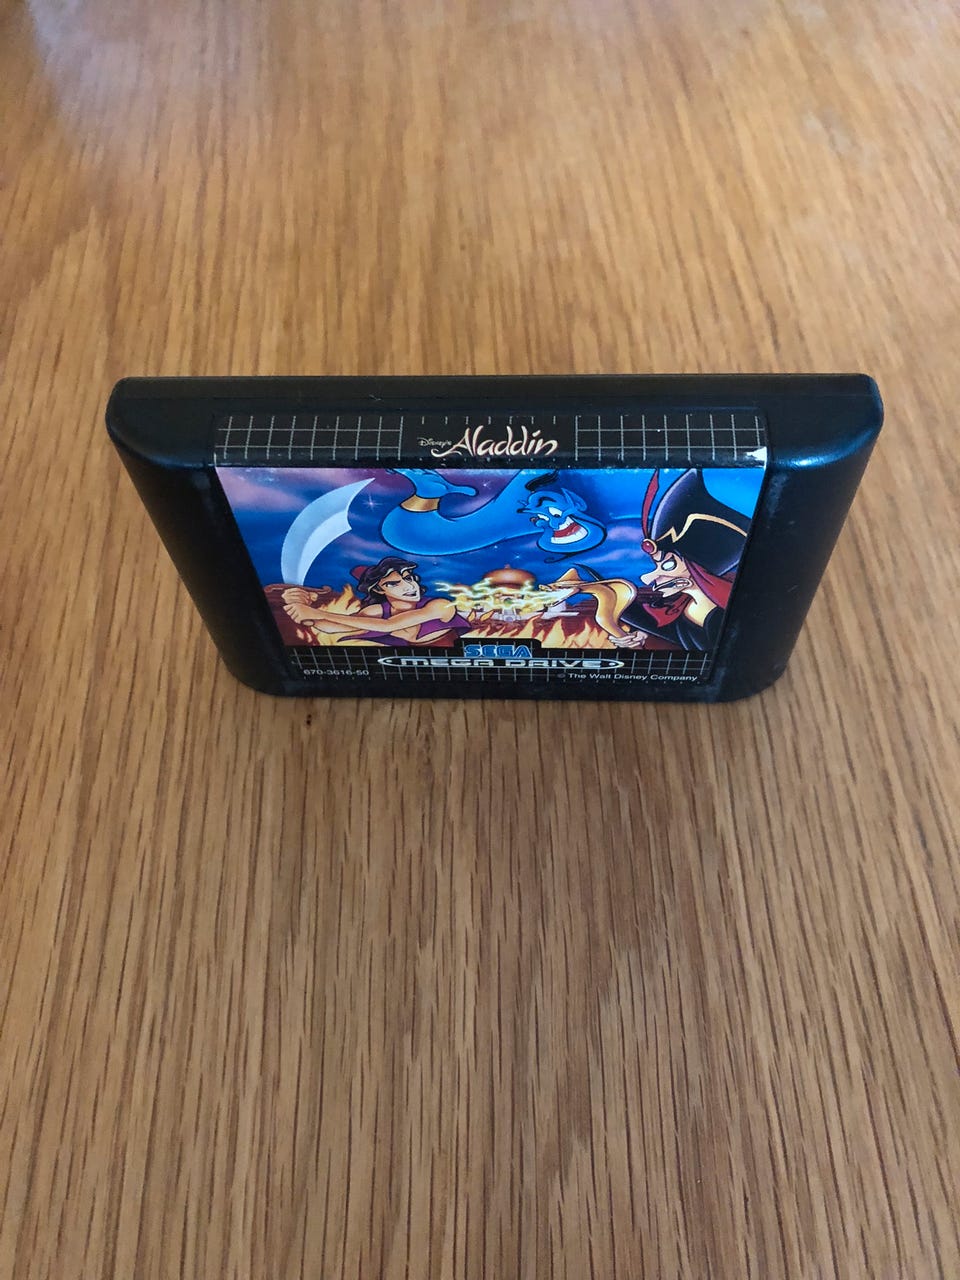 Disney's Aladdin
SEGA
MEGA DRIVE
670-3616-50
© The Walt Disney Company